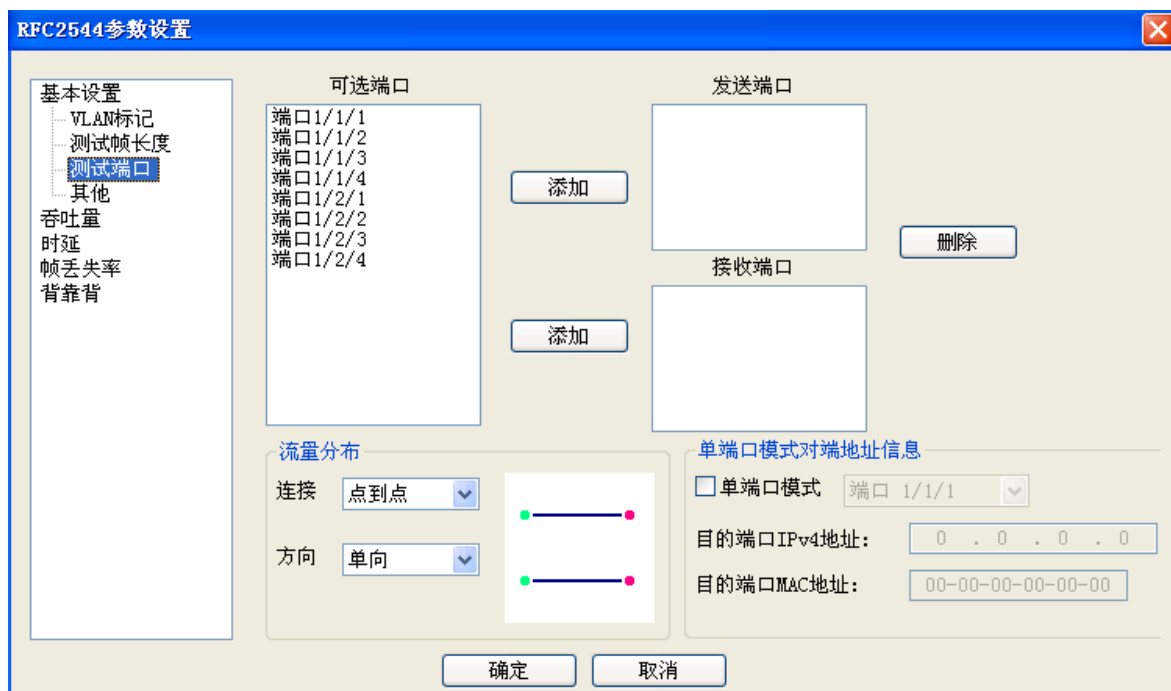 RFC2544参数设置
基本设置
VLAN标记
测试帧长度
测试端口
其他
吞吐量
时延
帧丢失率
背靠背
可选端口
端口1/1/1
端口1/1/2
端口1/1/3
端口1/1/4
端口1/2/1
端口1/2/2
端口1/2/3
端口1/2/4
添加
添加
发送端口
接收端口
删除
流量分布
连接 点到点
方向 单向
单端口模式对端地址信息
单端口模式 端口 1/1/1
目的端口IPv4地址: 0 . 0 . 0 . 0
目的端口MAC地址: 00-00-00-00-00-00
确定 取消